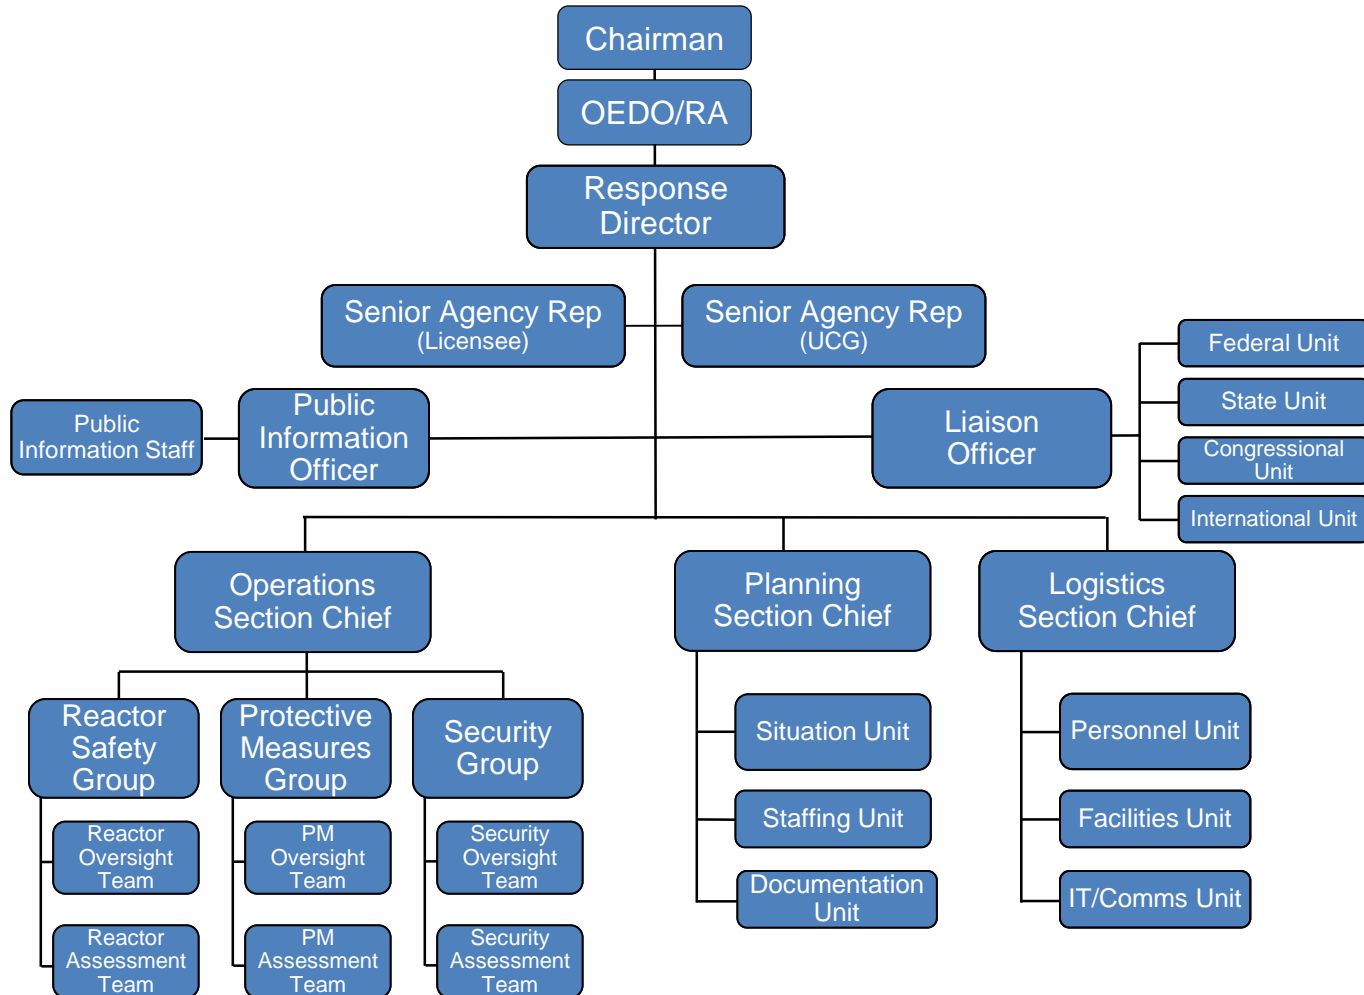 Chairman
OEDO/RA
Response
Director
Senior Agency Rep
(Licensee)
Senior Agency Rep
(UCG)
Federal Unit
State Unit
Congressional
Unit
International Unit
Public
Information Staff
Public
Information
Officer
Liaison
Officer
Operations
Section Chief
Planning
Section Chief
Logistics
Section Chief
Reactor
Safety
Group
Protective
Measures
Group
Security
Group
Situation Unit
Personnel Unit
Reactor
Oversight
Team
PM
Oversight
Team
Security
Oversight
Team
Staffing Unit
Facilities Unit
Documentation
Unit
IT/Comms Unit
Reactor
Assessment
Team
PM
Assessment
Team
Security
Assessment
Team